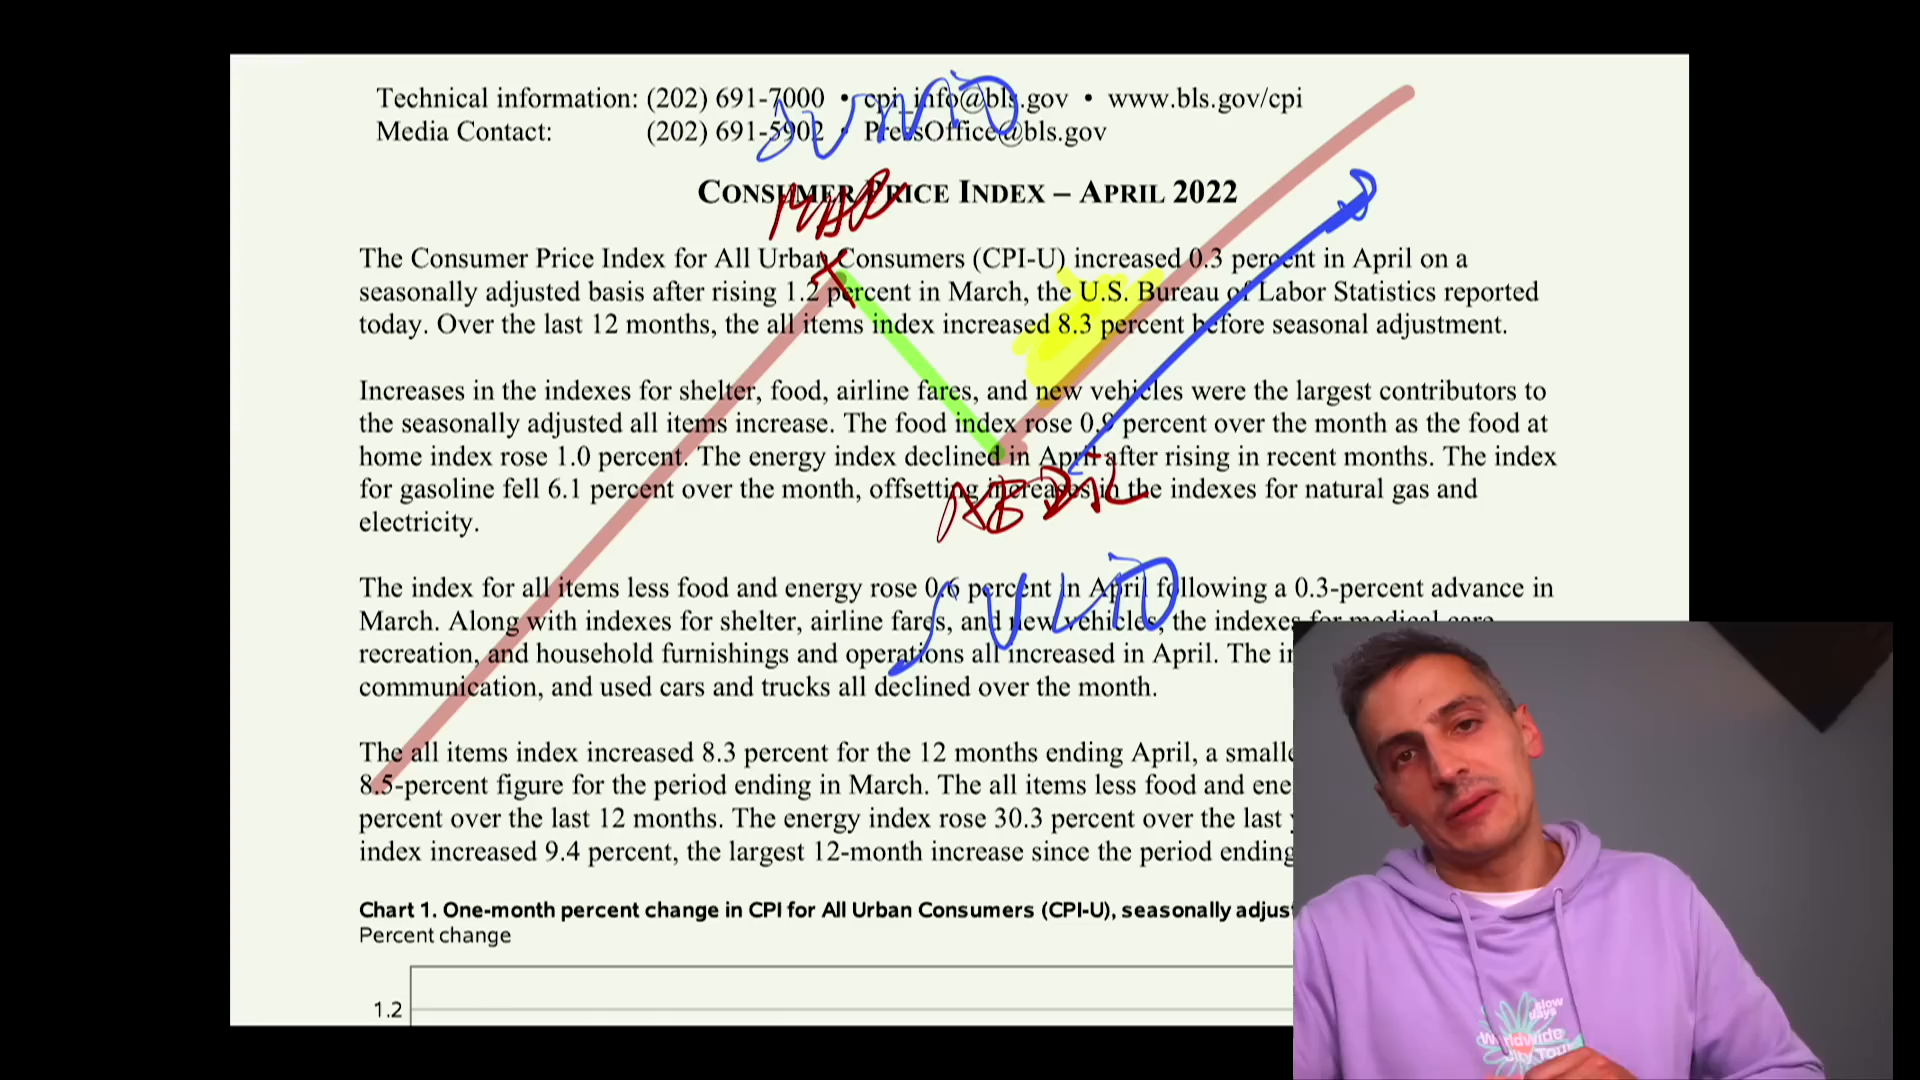 Technical information: (202) 691-7000 • cpi_info@bls.gov • www.bls.gov/cpi
Media Contact: (202) 691-5902 • PressOffice@bls.gov
JUNIO
CONSUMER PRICE INDEX – APRIL 2022
MAR
The Consumer Price Index for All Urban Consumers (CPI-U) increased 0.3 percent in April on a
seasonally adjusted basis after rising 1.2 percent in March, the U.S. Bureau of Labor Statistics reported
today. Over the last 12 months, the all items index increased 8.3 percent before seasonal adjustment.
Increases in the indexes for shelter, food, airline fares, and new vehicles were the largest contributors to
the seasonally adjusted all items increase. The food index rose 0.9 percent over the month as the food at
home index rose 1.0 percent. The energy index declined in April after rising in recent months. The index
for gasoline fell 6.1 percent over the month, offsetting increases in the indexes for natural gas and
electricity.
ABRIL
The index for all items less food and energy rose 0.6 percent in April following a 0.3-percent advance in
March. Along with indexes for shelter, airline fares, and new vehicles, the indexes for medical care,
JULIO
recreation, and household furnishings and operations all increased in April. The
communication, and used cars and trucks all declined over the month.
The all items index increased 8.3 percent for the 12 months ending April, a
8.5-percent figure for the period ending in March. The all items less food and
percent over the last 12 months. The energy index rose 30.3 percent over the last
index increased 9.4 percent, the largest 12-month increase since the period ending
Chart 1. One-month percent change in CPI for All Urban Consumers (CPI-U), seasonally
Percent change
1.2
slow
days
Worldwide
City Tour